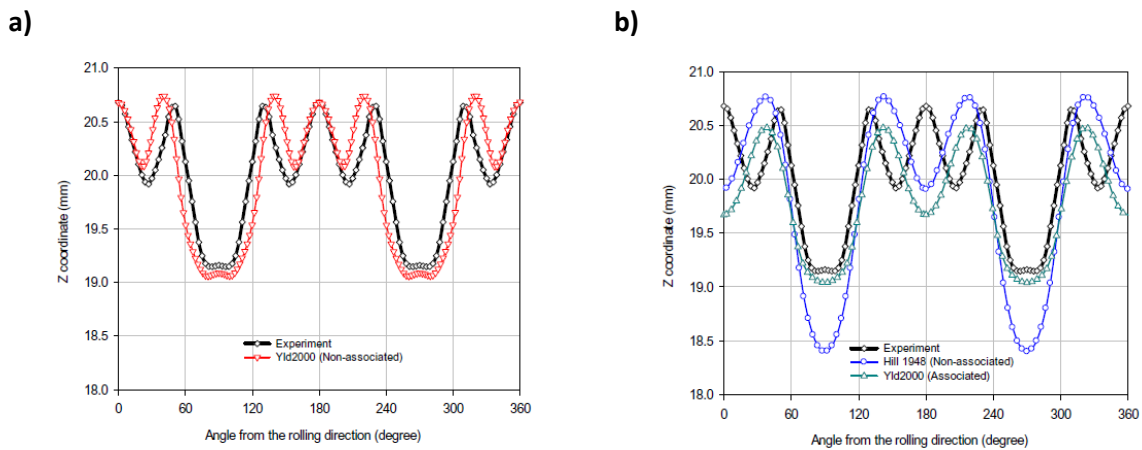 a)
21.0
20.5
20.0
19.5
19.0
18.5
18.0
Z coordinate (mm)
Experiment
Yld2000 (Non-associated)
0 60 120 180 240 300 360
Angle from the rolling direction (degree)
b)
21.0
20.5
20.0
19.5
19.0
18.5
18.0
Z coordinate (mm)
Experiment
Hill 1948 (Non-associated)
Yld2000 (Associated)
0 60 120 180 240 300 360
Angle from the rolling direction (degree)